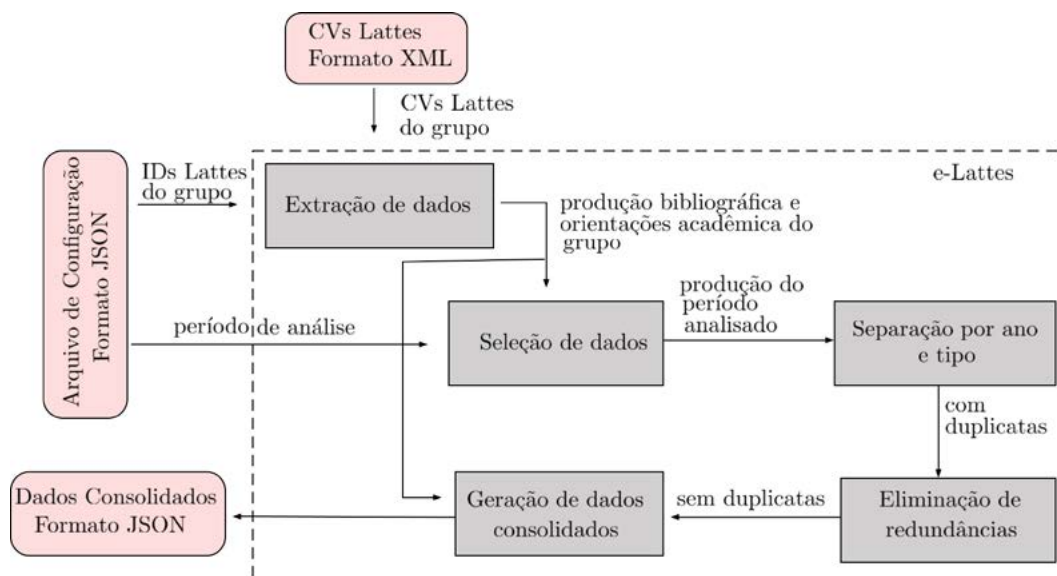 CVs Lattes
Formato XML
CVs Lattes
do grupo
Arquivo de Configuração
Formato JSON
IDs Lattes
do grupo
e-Lattes
Extração de dados
produção bibliográfica e
orientações acadêmica do
grupo
período de análise
Seleção de dados
produção do
período
analisado
Separação por ano
e tipo
com
duplicatas
Dados Consolidados
Formato JSON
Geração de dados
consolidados
sem duplicatas
Eliminação de
redundâncias